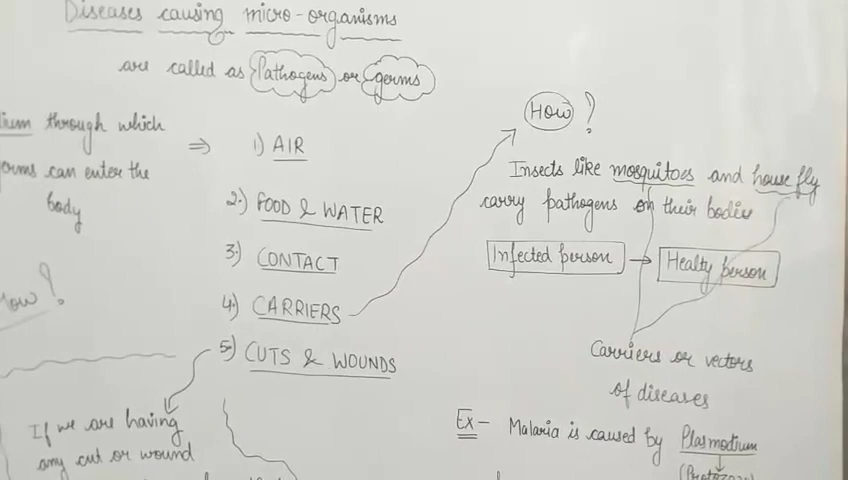 Diseases causing micro-organisms
are called as Pathogens or germs
through which
germs can enter the
body
⇒ 1) AIR
2.) FOOD & WATER
3.) CONTACT
4.) CARRIERS
5.) CUTS & WOUNDS
How?
If we are having
any cut or wound
How?
Insects like mosquitoes and house fly
carry pathogens on their bodies
Infected person → Healty person
Carriers or vectors
of diseases
Ex- Malaria is caused by Plasmodium